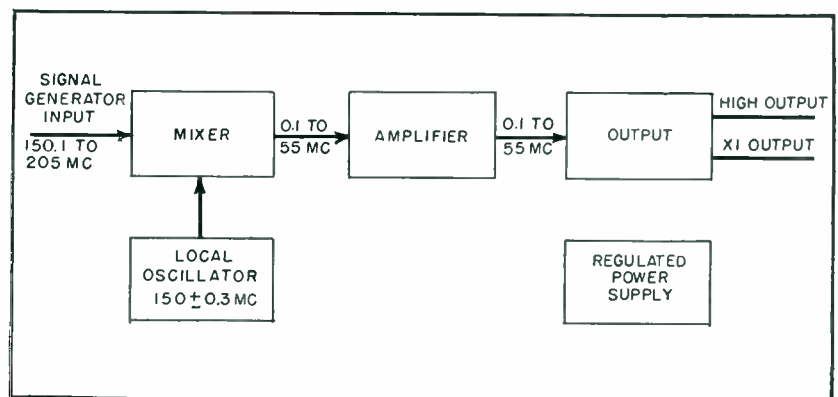 SIGNAL
GENERATOR
INPUT
150.1 TO
205 MC
MIXER
0.1 TO
55 MC
AMPLIFIER
0.1 TO
55 MC
OUTPUT
HIGH OUTPUT
X1 OUTPUT
LOCAL
OSCILLATOR
150 ± 0.3 MC
REGULATED
POWER
SUPPLY